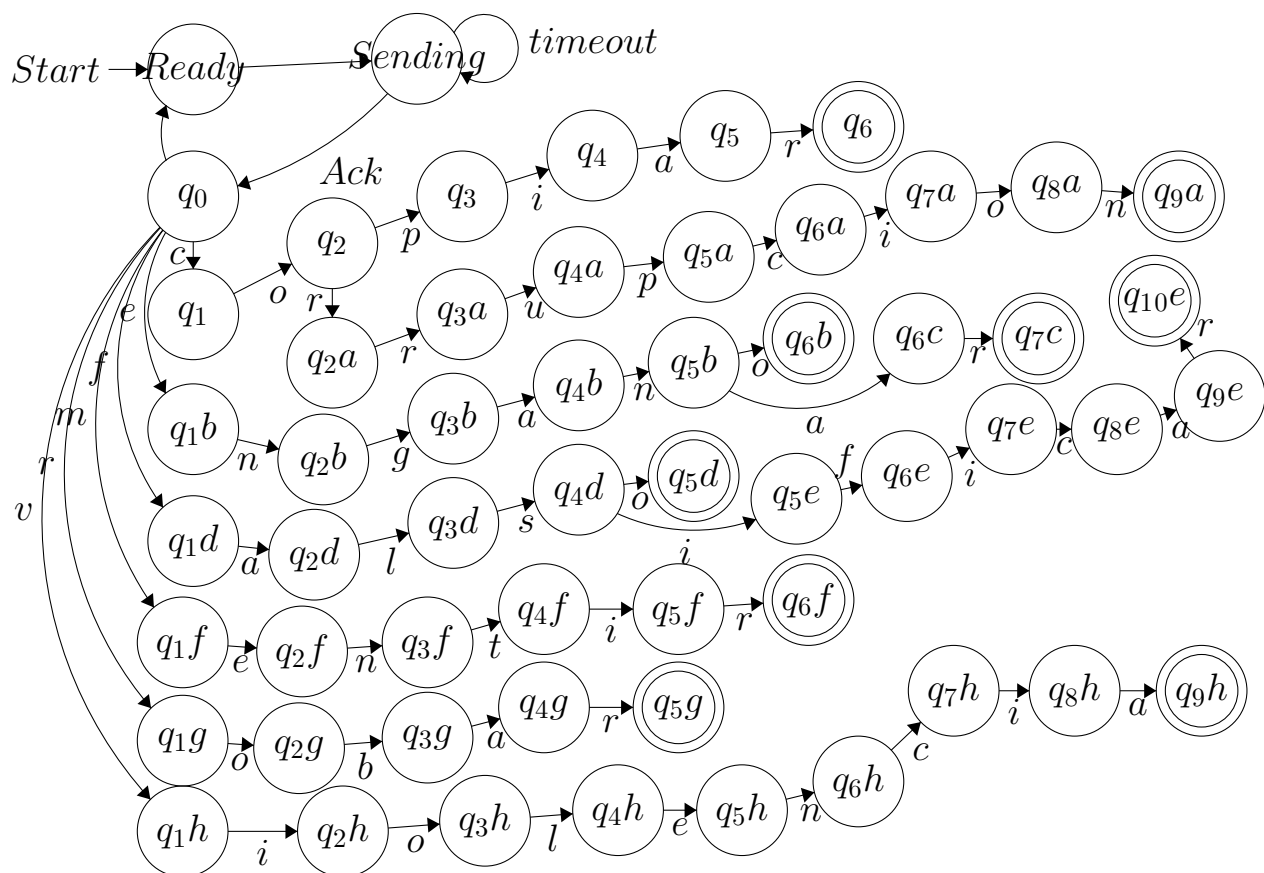 Start Ready Sending timeout
q₀ Ack q₂ p q₃ i q₄ a q₅ r q₆
c q₁ o r q₂a r q₃a u q₄a p q₅a c q₆a i q₇a o q₈a n q₉a
e q₁b n q₂b g q₃b a q₄b n q₅b o q₆b a q₆c r q₇c
f q₁d a q₂d l q₃d s q₄d o q₅d i q₅e f q₆e i q₇e c q₈e a q₉e r q₁₀e
m q₁f e q₂f n q₃f t q₄f i q₅f r q₆f
r q₁g o q₂g b q₃g a q₄g r q₅g
v q₁h i q₂h o q₃h l q₄h e q₅h n q₆h c q₇h i q₈h a q₉h